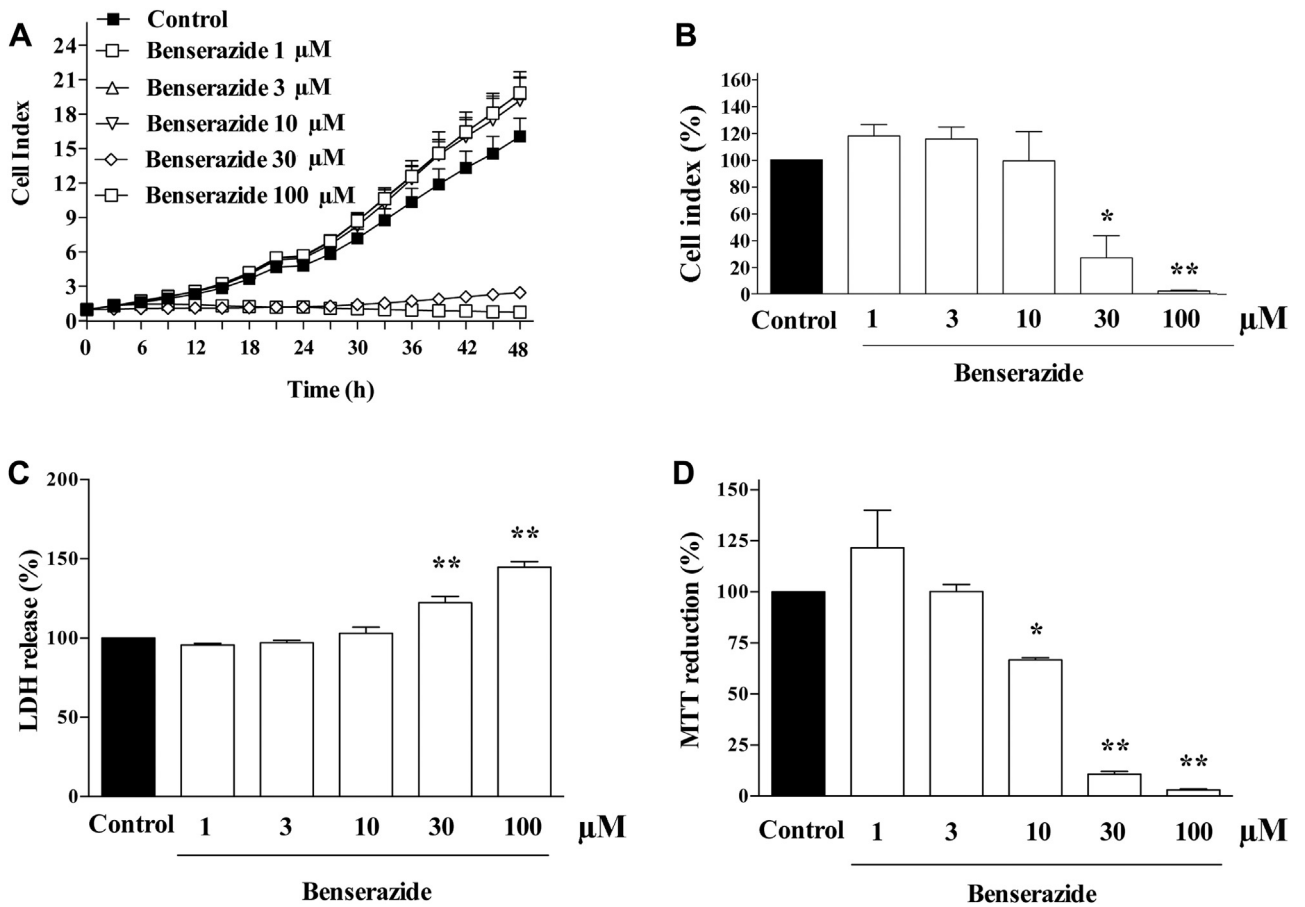 A
Control
Benserazide 1 µM
Benserazide 3 µM
Benserazide 10 µM
Benserazide 30 µM
Benserazide 100 µM
Cell Index
24
21
18
15
12
9
6
3
0
0 6 12 18 24 30 36 42 48
Time (h)
B
Cell index (%)
160
140
120
100
80
60
40
20
0
*
**
Control 1 3 10 30 100 µM
Benserazide
C
LDH release (%)
200
150
100
50
0
**
**
Control 1 3 10 30 100 µM
Benserazide
D
MTT reduction (%)
150
125
100
75
50
25
0
*
**
**
Control 1 3 10 30 100 µM
Benserazide